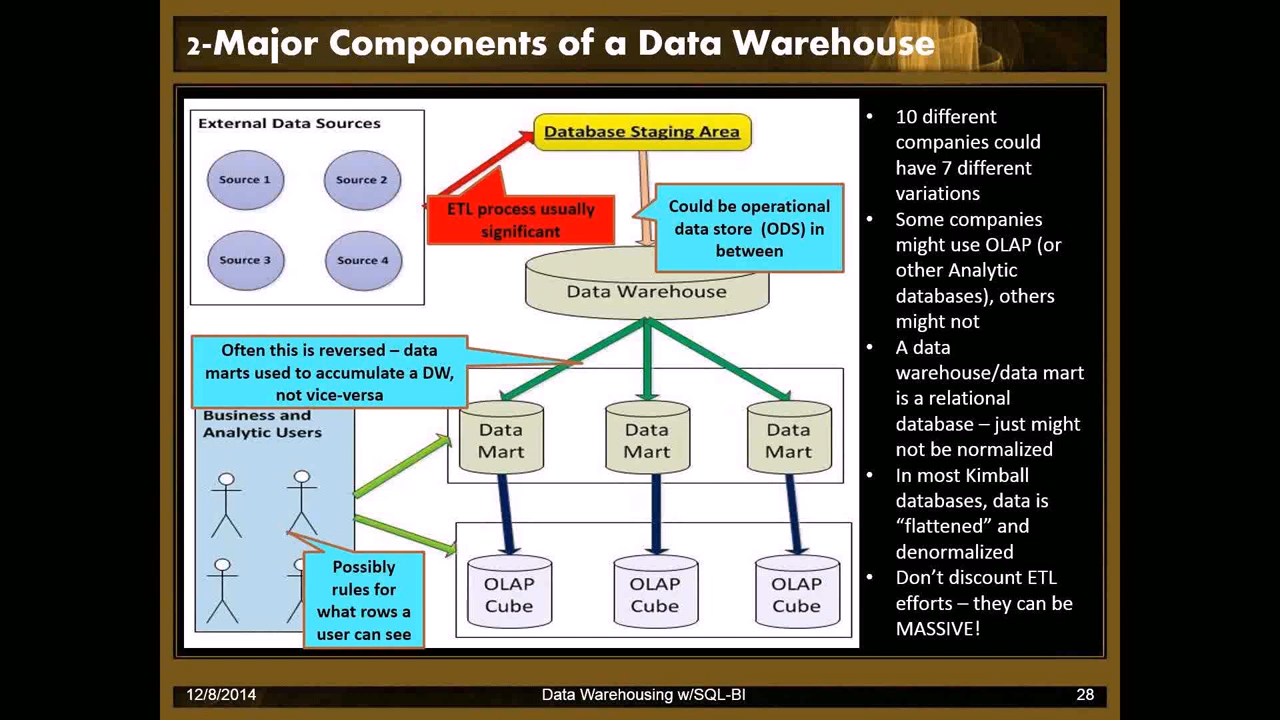 2-Major Components of a Data Warehouse
External Data Sources
Source 1
Source 2
Source 3
Source 4
Database Staging Area
ETL process usually
significant
Could be operational
data store (ODS) in
between
Data Warehouse
Often this is reversed – data
marts used to accumulate a DW,
not vice-versa
Business and
Analytic Users
Data
Mart
Data
Mart
Data
Mart
Possibly
rules for
what rows a
user can see
OLAP
Cube
OLAP
Cube
OLAP
Cube
• 10 different
companies could
have 7 different
variations
• Some companies
might use OLAP (or
other Analytic
databases), others
might not
• A data
warehouse/data mart
is a relational
database – just might
not be normalized
• In most Kimball
databases, data is
“flattened” and
denormalized
• Don’t discount ETL
efforts – they can be
MASSIVE!
12/8/2014
Data Warehousing w/SQL-BI
28